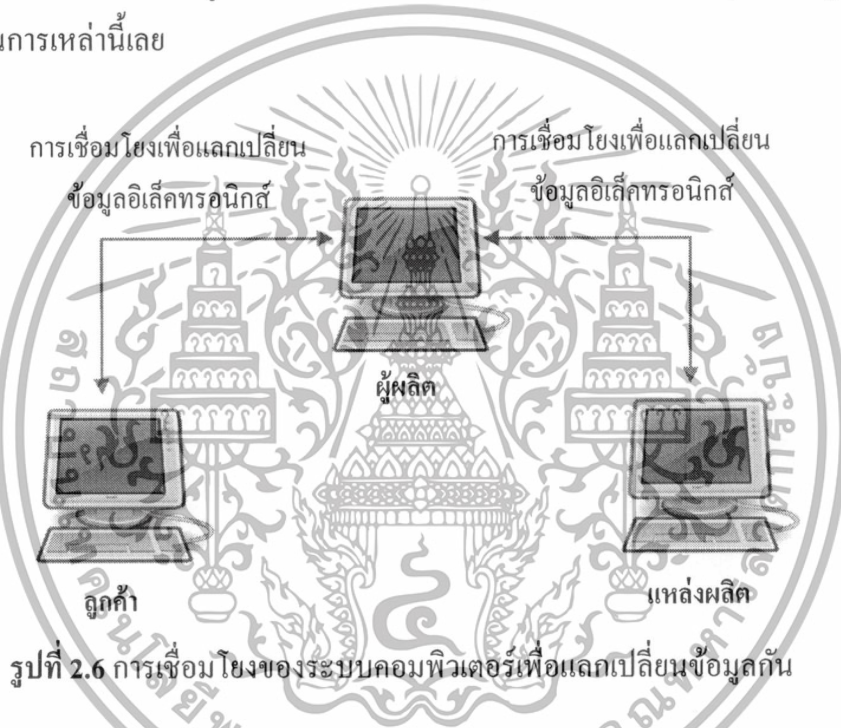 นการเหล่านี้เลย
การเชื่อมโยงเพื่อแลกเปลี่ยน
ข้อมูลอิเล็คทรอนิกส์
การเชื่อมโยงเพื่อแลกเปลี่ยน
ข้อมูลอิเล็คทรอนิกส์
ผู้ผลิต
ลูกค้า
แหล่งผลิต
รูปที่ 2.6 การเชื่อมโยงของระบบคอมพิวเตอร์เพื่อแลกเปลี่ยนข้อมูลกัน